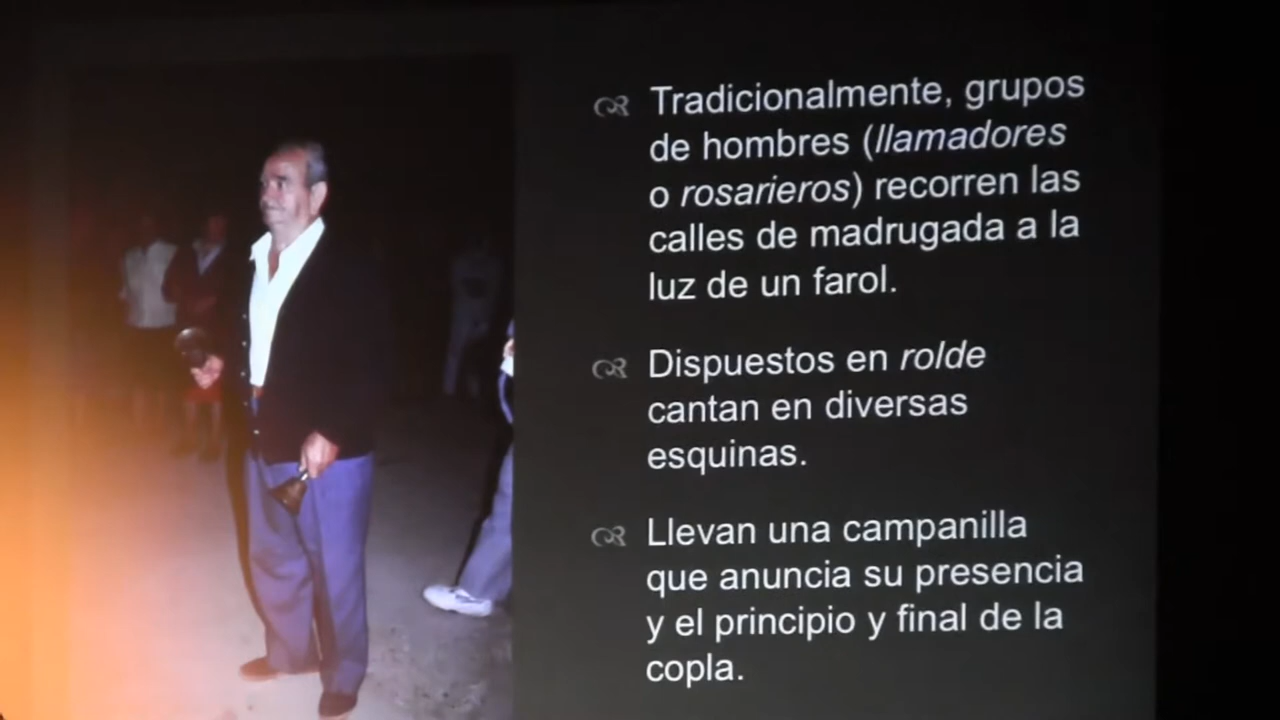 Tradicionalmente, grupos
de hombres (llamadores
o rosarieros) recorren las
calles de madrugada a la
luz de un farol.
Dispuestos en rolde
cantan en diversas
esquinas.
Llevan una campanilla
que anuncia su presencia
y el principio y final de la
copla.